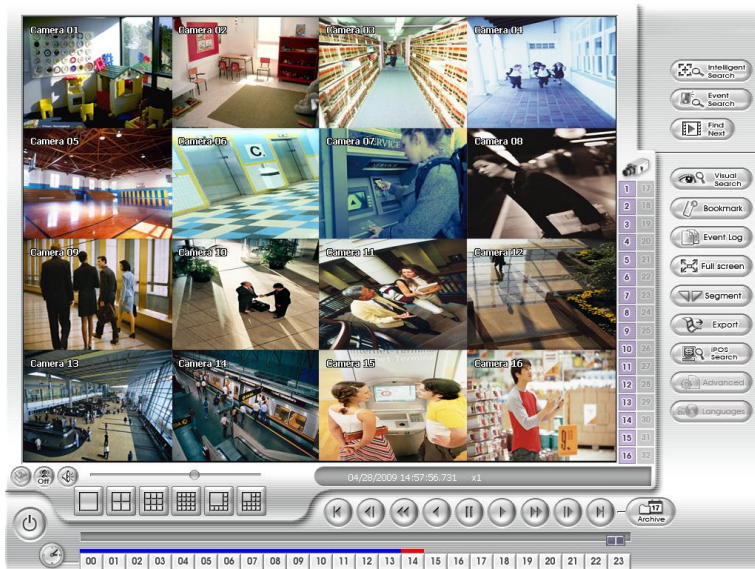 Camera 01
Camera 02
Camera 03
Camera 04
Camera 05
Camera 06
C.
Camera 07
SERVICE
Camera 08
Camera 09
Camera 10
Camera 11
Camera 12
Camera 13
Camera 14
Camera 15
Camera 16
Intelligent
Search
Event
Search
Find
Next
Visual
Search
Bookmark
Event Log
Full screen
Segment
Export
iPOS
Search
Advanced
Languages
1 17
2 18
3 19
4 20
5 21
6 22
7 23
8 24
9 25
10 26
11 27
12 28
13 29
14 30
15 31
16 32
Off
04/28/2009 14:57:56.731 x1
17
Archive
00 01 02 03 04 05 06 07 08 09 10 11 12 13 14 15 16 17 18 19 20 21 22 23